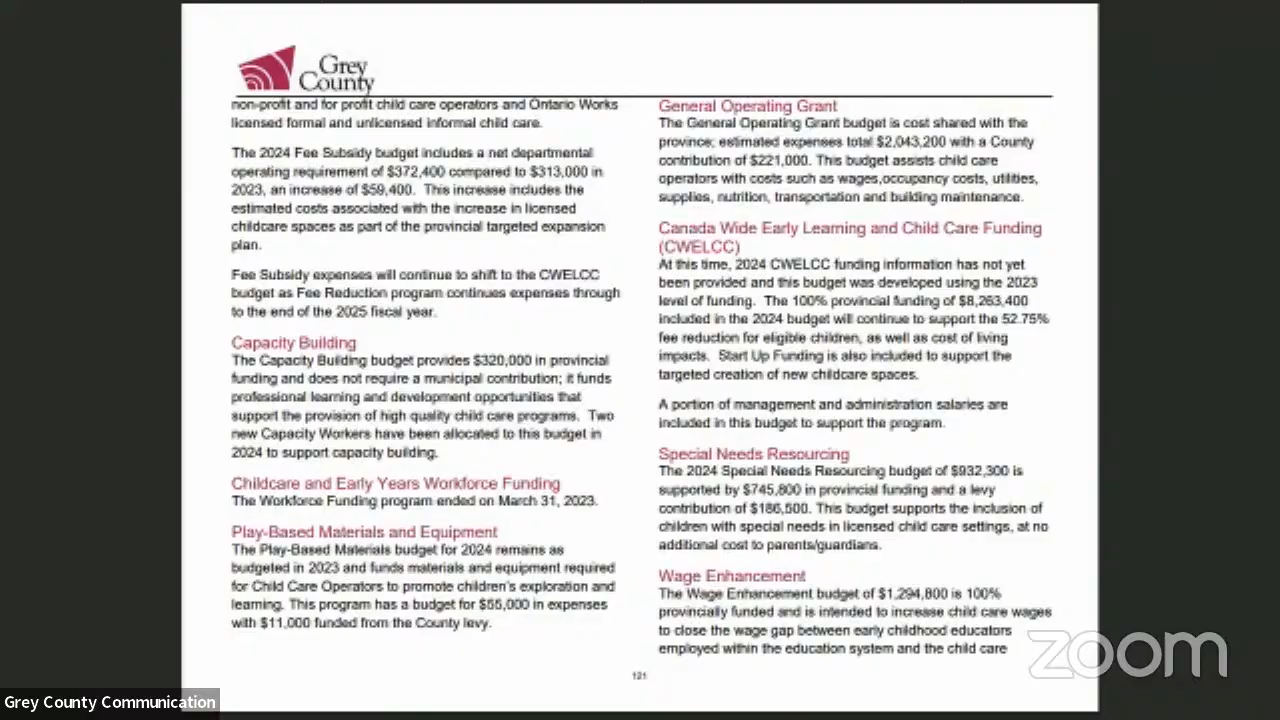 Grey
County
non-profit and for profit child care operators and Ontario Works
licensed formal and unlicensed informal child care.
The 2024 Fee Subsidy budget includes a net departmental
operating requirement of $372,400 compared to $313,000 in
2023, an increase of $59,400. This increase includes the
estimated costs associated with the increase in licensed
childcare spaces as part of the provincial targeted expansion
plan.
Fee Subsidy expenses will continue to shift to the CWELCC
budget as Fee Reduction program continues expenses through
to the end of the 2025 fiscal year.
Capacity Building
The Capacity Building budget provides $320,000 in provincial
funding and does not require a municipal contribution; it funds
professional learning and development opportunities that
support the provision of high quality child care programs. Two
new Capacity Workers have been allocated to this budget in
2024 to support capacity building.
Childcare and Early Years Workforce Funding
The Workforce Funding program ended on March 31, 2023.
Play-Based Materials and Equipment
The Play-Based Materials budget for 2024 remains as
budgeted in 2023 and funds materials and equipment required
for Child Care Operators to promote children's exploration and
learning. This program has a budget for $55,000 in expenses
with $11,000 funded from the County levy.
General Operating Grant
The General Operating Grant budget is cost shared with the
province; estimated expenses total $2,043,200 with a County
contribution of $221,000. This budget assists child care
operators with costs such as wages,occupancy costs, utilities,
supplies, nutrition, transportation and building maintenance.
Canada Wide Early Learning and Child Care Funding
(CWELCC)
At this time, 2024 CWELCC funding information has not yet
been provided and this budget was developed using the 2023
level of funding. The 100% provincial funding of $8,263,400
included in the 2024 budget will continue to support the 52.75%
fee reduction for eligible children, as well as cost of living
impacts. Start Up Funding is also included to support the
targeted creation of new childcare spaces.
A portion of management and administration salaries are
included in this budget to support the program.
Special Needs Resourcing
The 2024 Special Needs Resourcing budget of $932,300 is
supported by $745,800 in provincial funding and a levy
contribution of $186,500. This budget supports the inclusion of
children with special needs in licensed child care settings, at no
additional cost to parents/guardians.
Wage Enhancement
The Wage Enhancement budget of $1,294,800 is 100%
provincially funded and is intended to increase child care wages
to close the wage gap between early childhood educators
employed within the education system and the child care
121
zoom
Grey County Communication